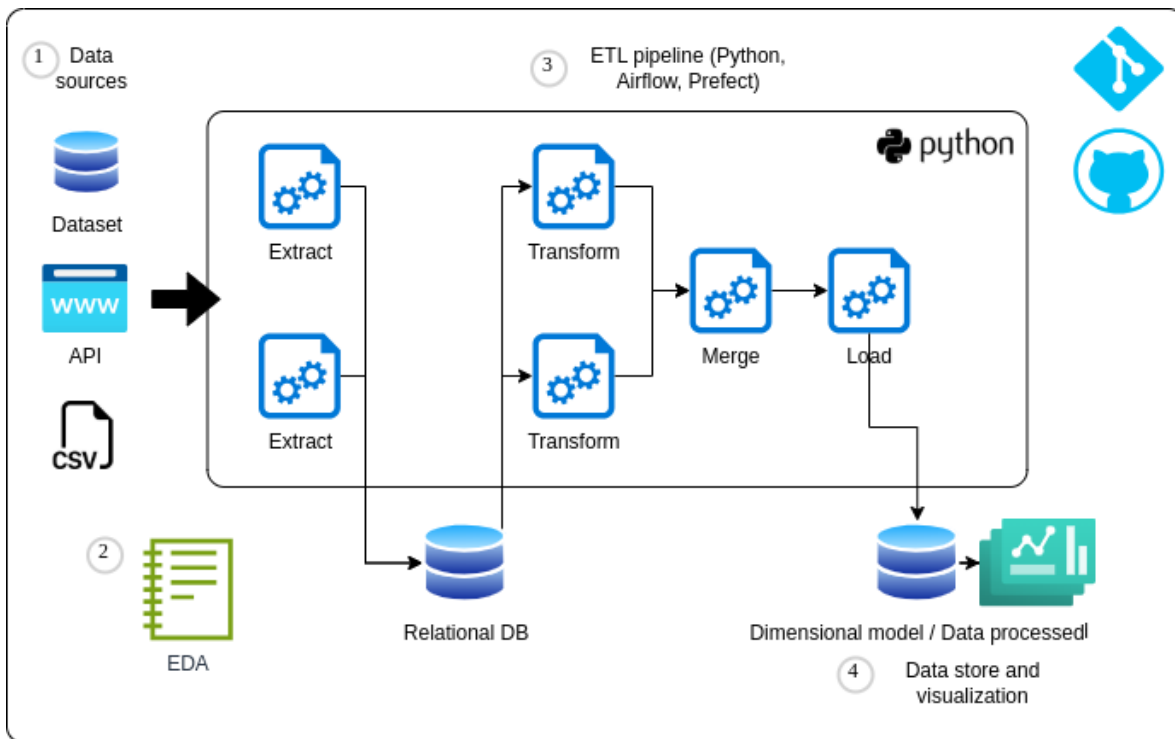 1
Data
sources
3
ETL pipeline (Python,
Airflow, Prefect)
python
Dataset
Extract
Transform
www
API
Merge
Load
Extract
Transform
CSV
2
EDA
Relational DB
Dimensional model / Data processed
4
Data store and
visualization